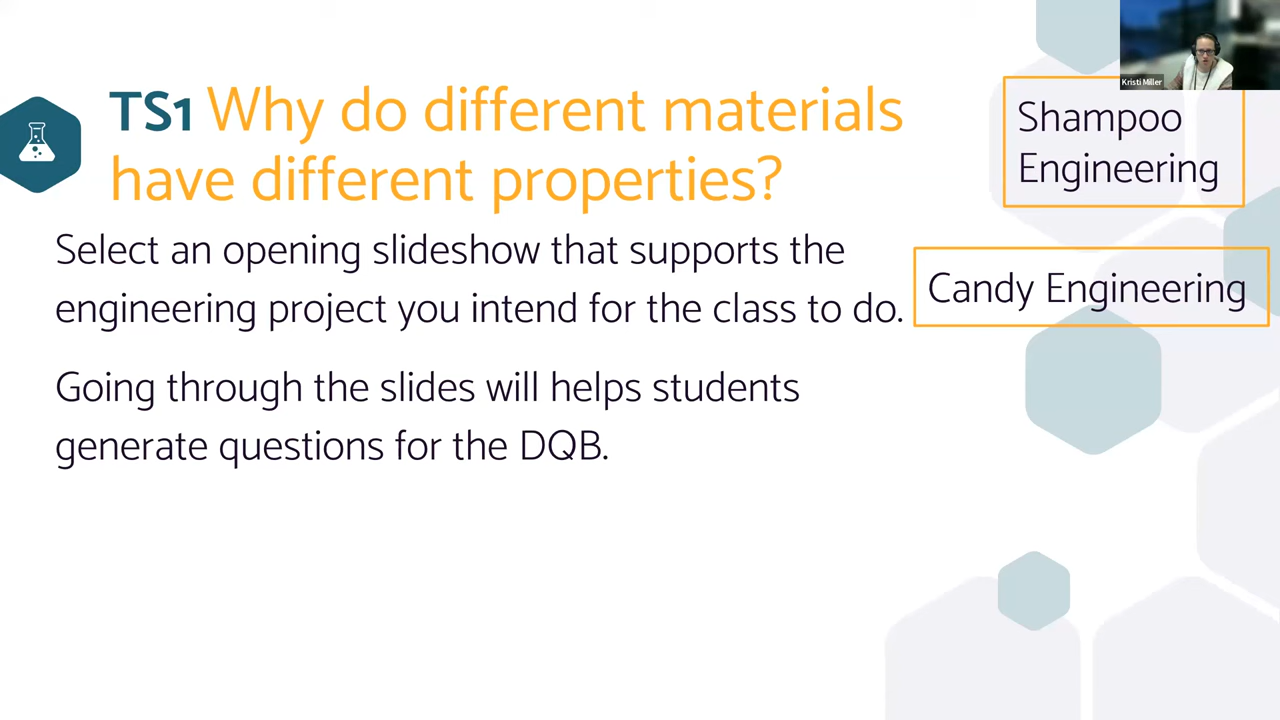 TS1 Why do different materials
have different properties?
Select an opening slideshow that supports the
engineering project you intend for the class to do.
Going through the slides will helps students
generate questions for the DQB.
Kristi Miller
Shampoo
Engineering
Candy Engineering